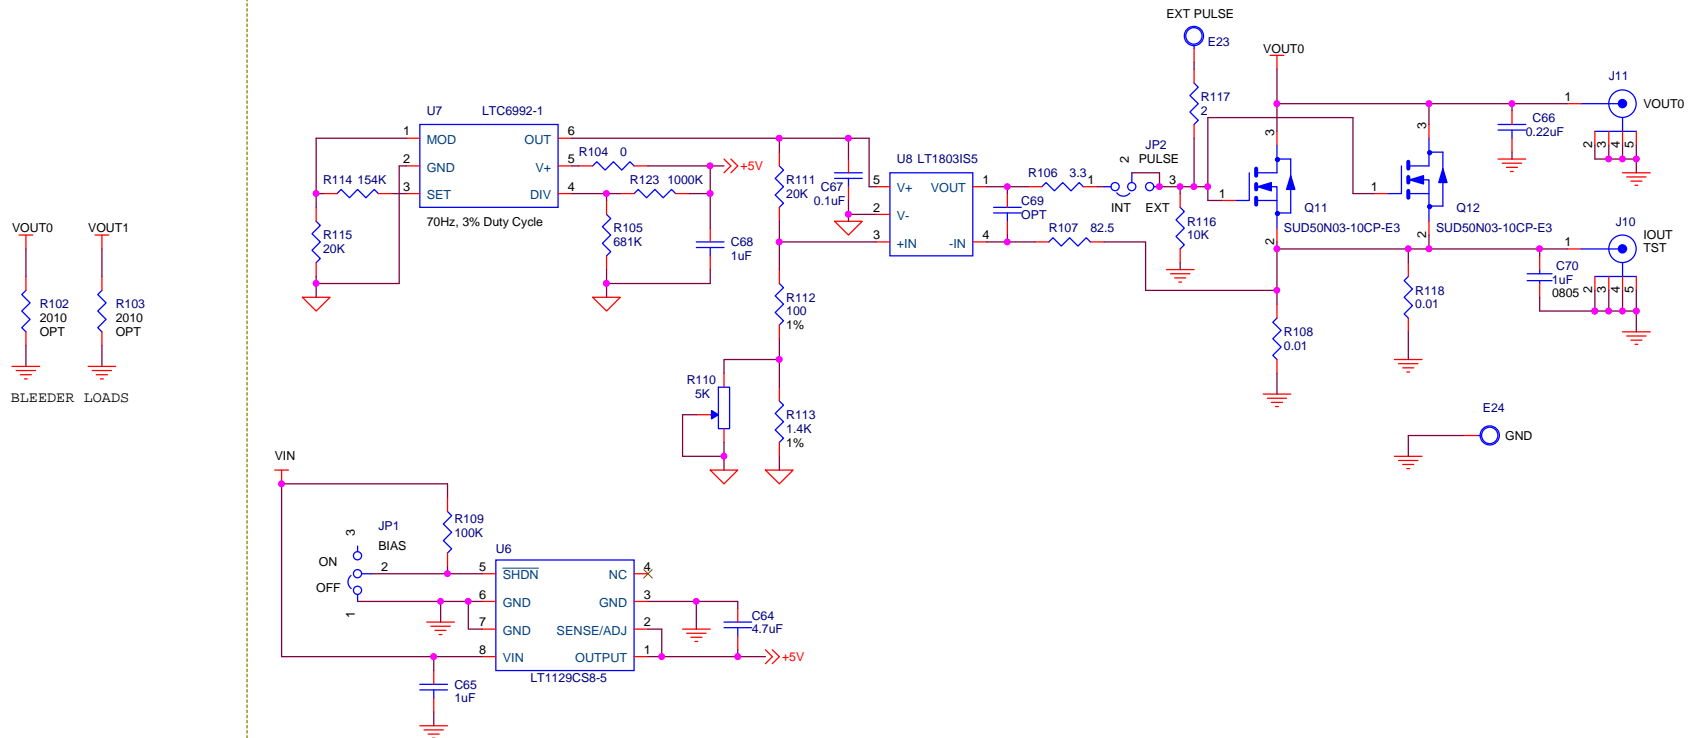 EXT PULSE
E23
VOUT0
R117
2
J11
1
VOUT0
2
3
4
5
C66
0.22uF
U7
LTC6992-1
1
MOD
OUT
6
2
GND
V+
5
3
SET
DIV
4
R104 0
+5V
R114 154K
R123 1000K
70Hz, 3% Duty Cycle
R115
20K
R105
681K
C68
1uF
R111
20K
C67
0.1uF
U8 LT1803IS5
5
V+
VOUT
1
2
V-
3
+IN
-IN
4
R106 3.3
C69
OPT
R107 82.5
JP2
2
PULSE
1
3
INT
EXT
R116
10K
3
1
Q11
SUD50N03-10CP-E3
2
3
1
Q12
SUD50N03-10CP-E3
2
J10
1
IOUT
TST
2
3
4
5
C70
1uF
0805
R118
0.01
R108
0.01
VOUT0
VOUT1
R102
2010
OPT
R103
2010
OPT
BLEEDER LOADS
R112
100
1%
R110
5K
R113
1.4K
1%
E24
GND
VIN
R109
100K
JP1
BIAS
3
ON
2
OFF
1
U6
5
SHDN
NC
4
6
GND
GND
3
7
GND
SENSE/ADJ
2
8
VIN
OUTPUT
1
LT1129CS8-5
C64
4.7uF
+5V
C65
1uF